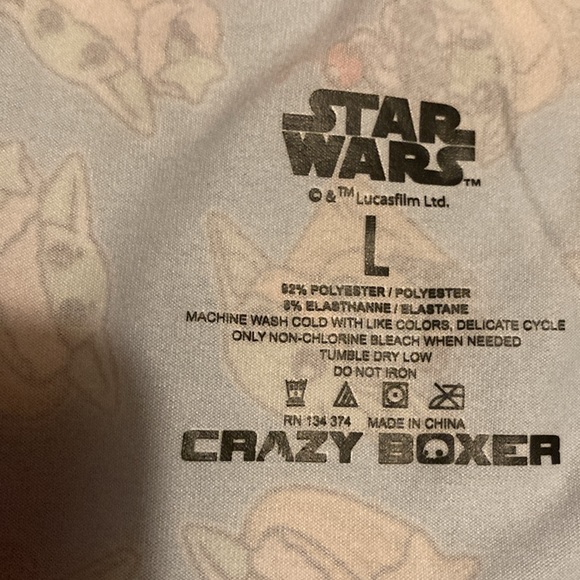 STAR
WARS™
© &™ Lucasfilm Ltd.
L
92% POLYESTER / POLYESTER
8% ELASTHANNE / ELASTANE
MACHINE WASH COLD WITH LIKE COLORS, DELICATE CYCLE
ONLY NON-CHLORINE BLEACH WHEN NEEDED
TUMBLE DRY LOW
DO NOT IRON
RN 134 374 MADE IN CHINA
CRAZY BOXER